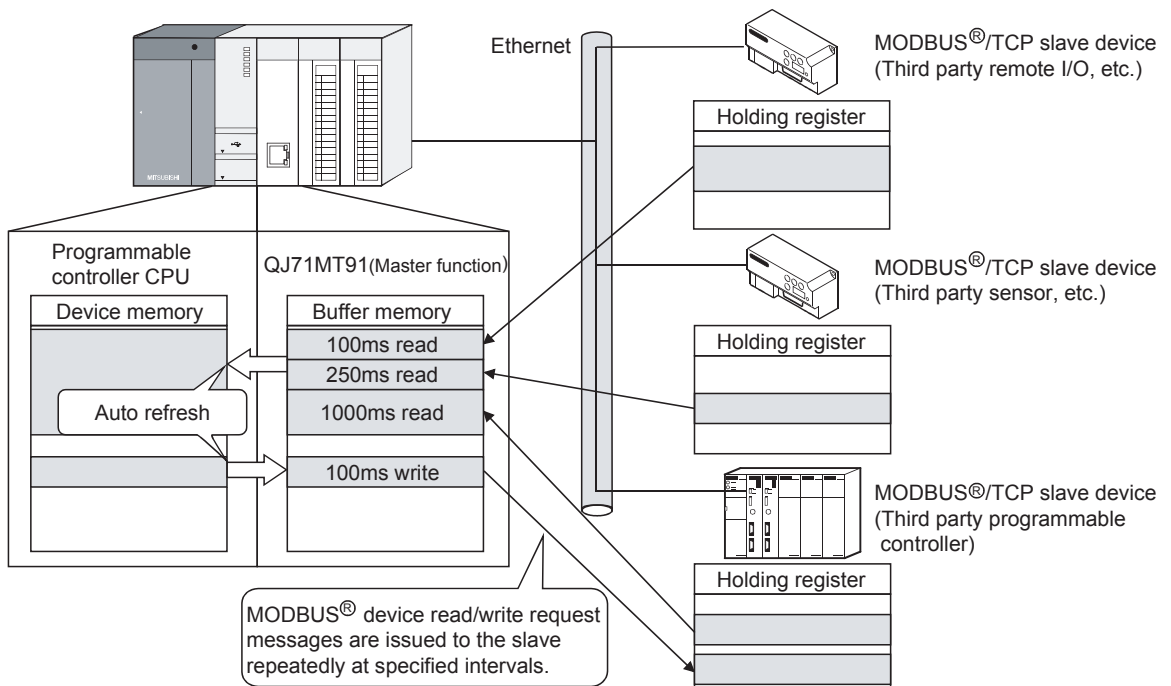 Ethernet
MODBUS®/TCP slave device
(Third party remote I/O, etc.)
Holding register
MITSUBISHI
Programmable
controller CPU
QJ71MT91(Master function)
Device memory
Buffer memory
100ms read
250ms read
1000ms read
100ms write
Auto refresh
MODBUS®/TCP slave device
(Third party sensor, etc.)
Holding register
MODBUS®/TCP slave device
(Third party programmable
controller)
Holding register
MODBUS® device read/write request
messages are issued to the slave
repeatedly at specified intervals.